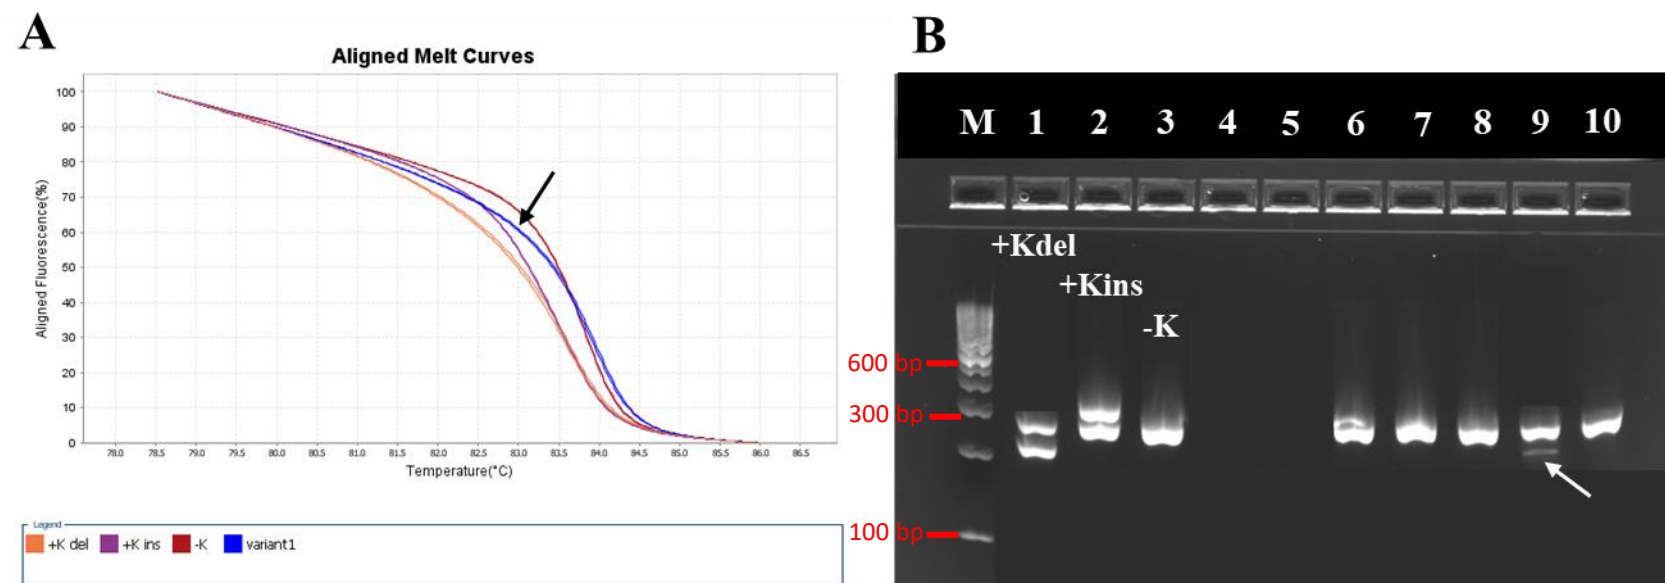 A
Aligned Melt Curves
Aligned Fluorescence(%)
100
90
80
70
60
50
40
30
20
10
0
78.0 78.5 79.0 79.5 80.0 80.5 81.0 81.5 82.0 82.5 83.0 83.5 84.0 84.5 85.0 85.5 86.0 86.5
Temperature(°C)
Legend
+K del +K ins -K variant1
B
M 1 2 3 4 5 6 7 8 9 10
+Kdel
+Kins
-K
600 bp
300 bp
100 bp